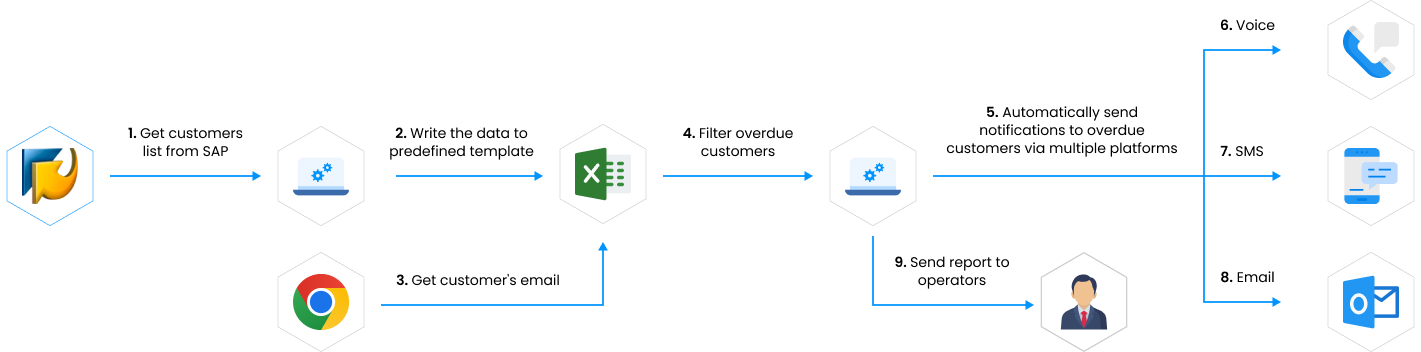 1. Get customers
list from SAP
2. Write the data to
predefined template
3. Get customer's email
4. Filter overdue
customers
5. Automatically send
notifications to overdue
customers via multiple platforms
6. Voice
7. SMS
8. Email
9. Send report to
operators